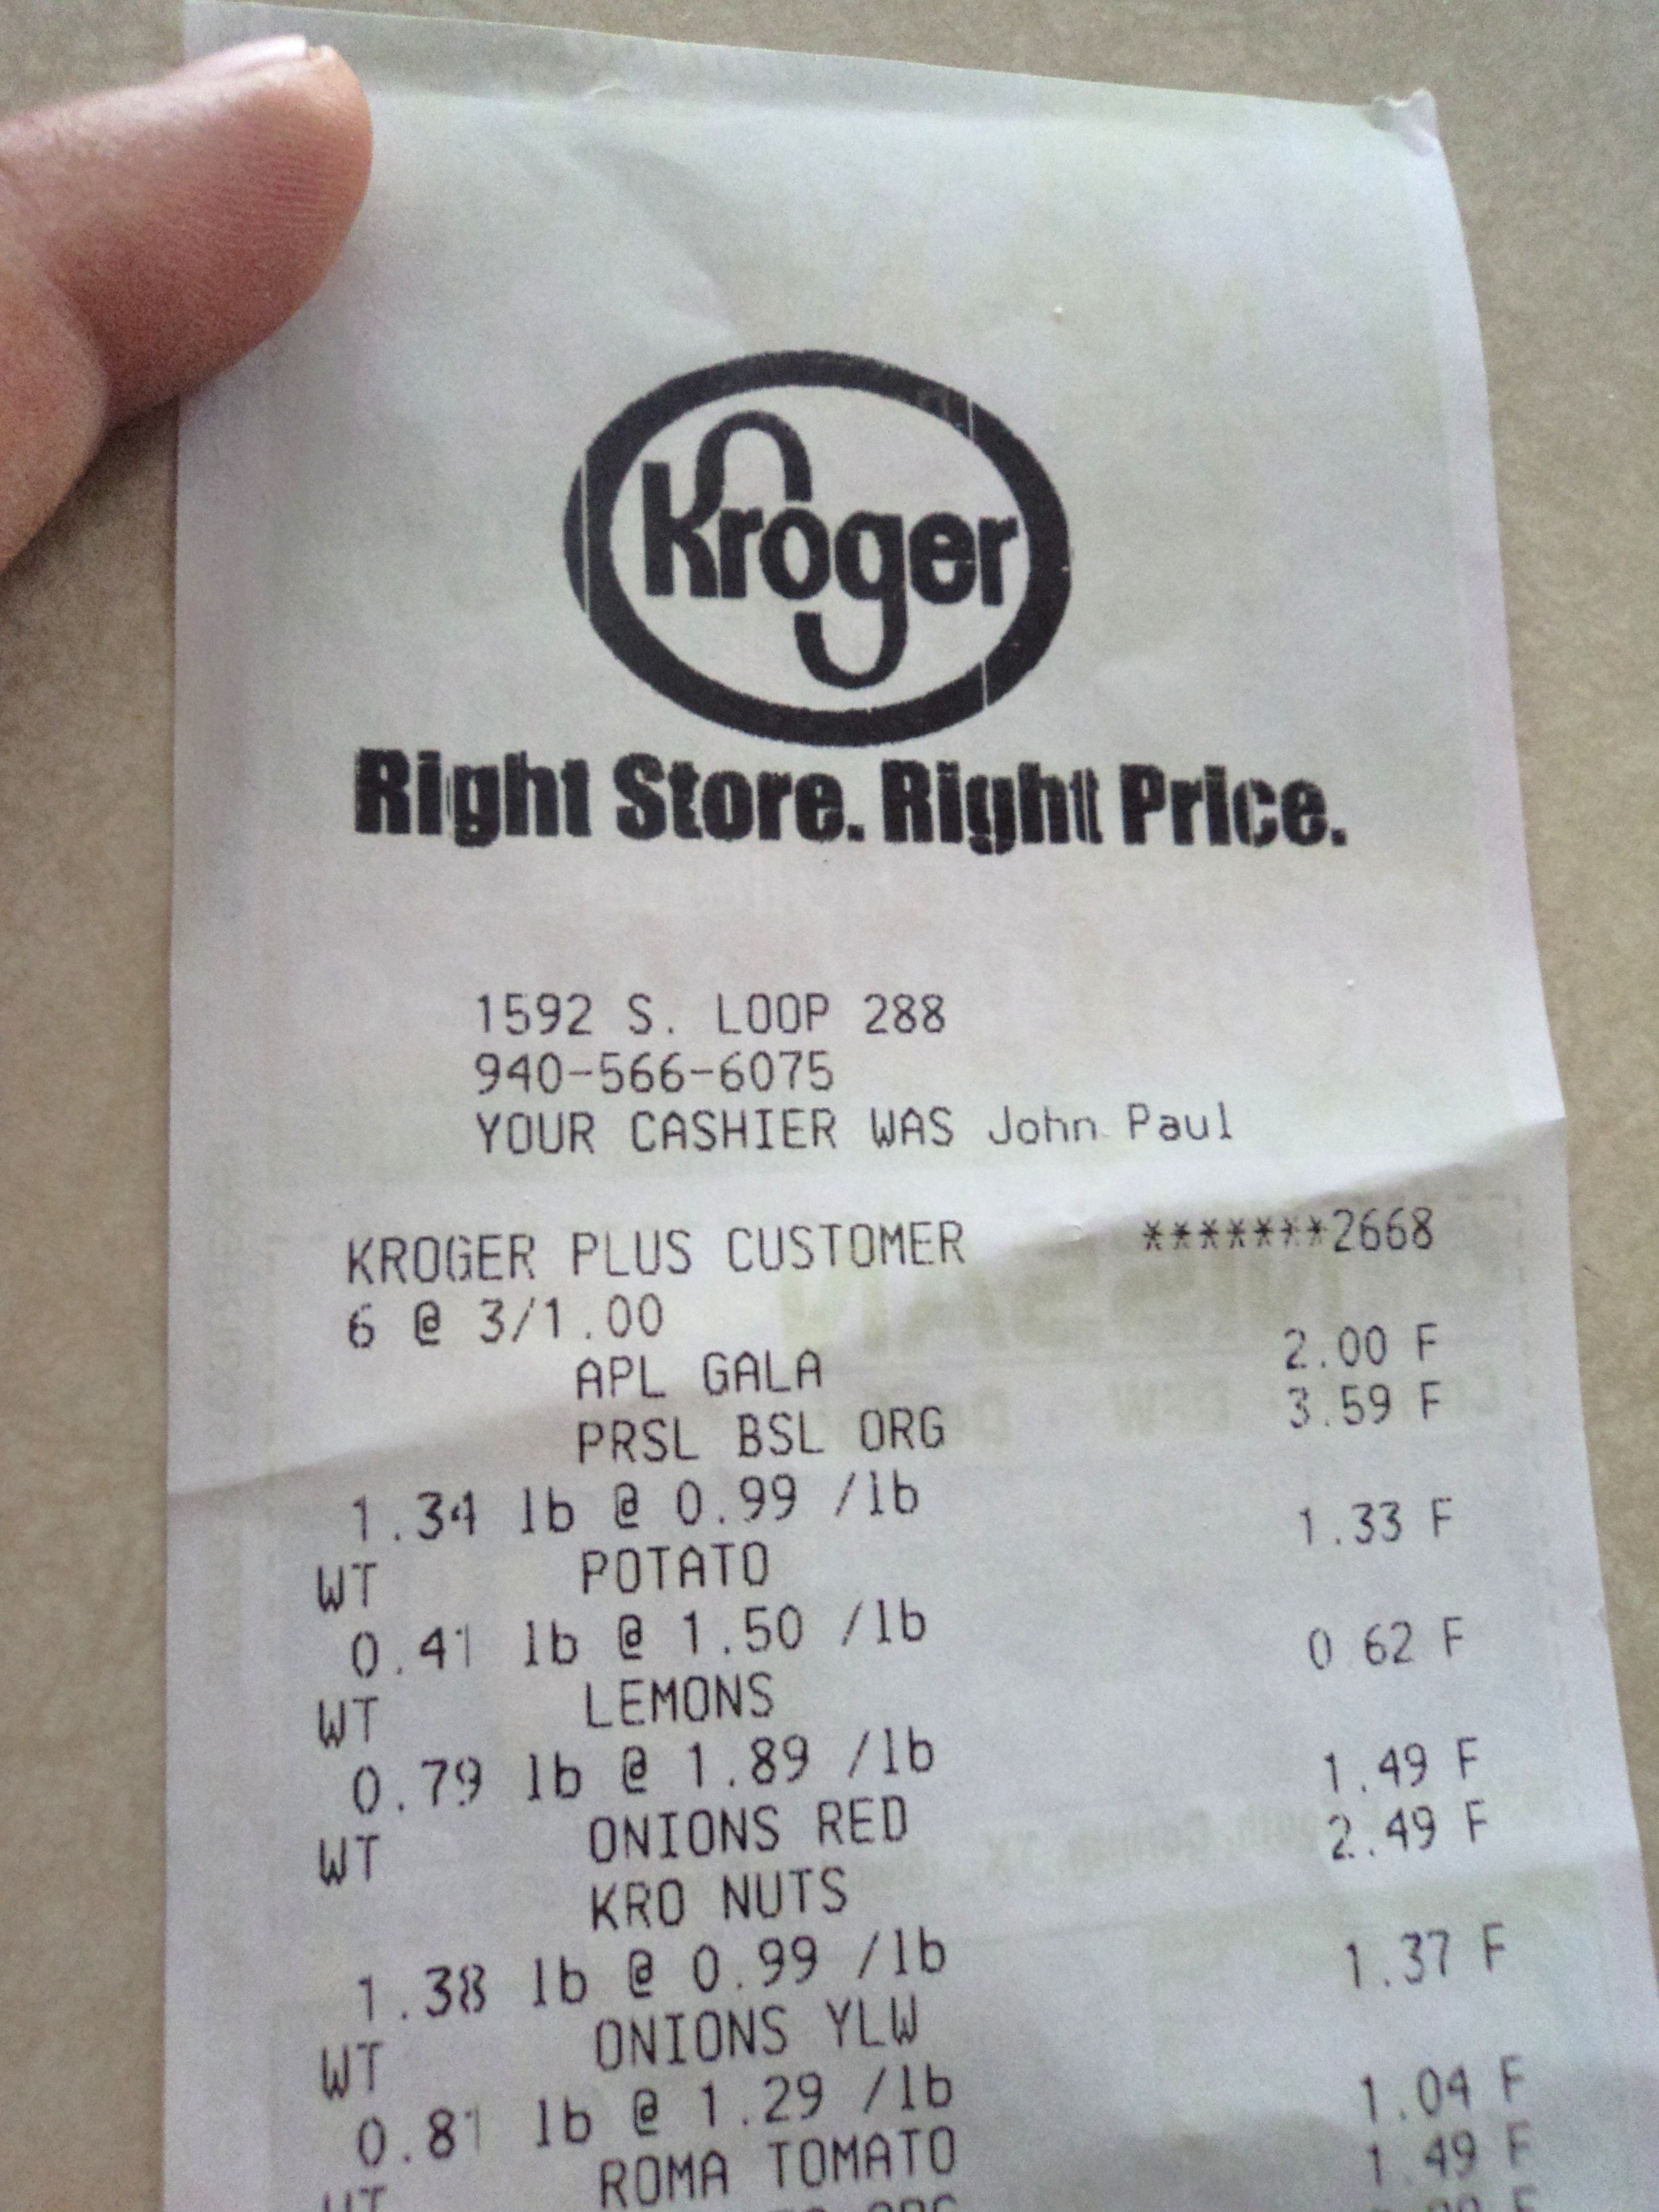 Kroger
Right Store. Right Price.
1592 S. LOOP 288
940-566-6075
YOUR CASHIER WAS John Paul
KROGER PLUS CUSTOMER *******2668
6 @ 3/1.00
APL GALA 2.00 F
PRSL BSL ORG 3.59 F
1.34 lb @ 0.99 /lb
WT POTATO 1.33 F
0.41 lb @ 1.50 /lb
WT LEMONS 0.62 F
0.79 lb @ 1.89 /lb
WT ONIONS RED 1.49 F
KRO NUTS 2.49 F
1.38 lb @ 0.99 /lb
WT ONIONS YLW 1.37 F
0.81 lb @ 1.29 /lb
WT ROMA TOMATO 1.04 F
1.49 F